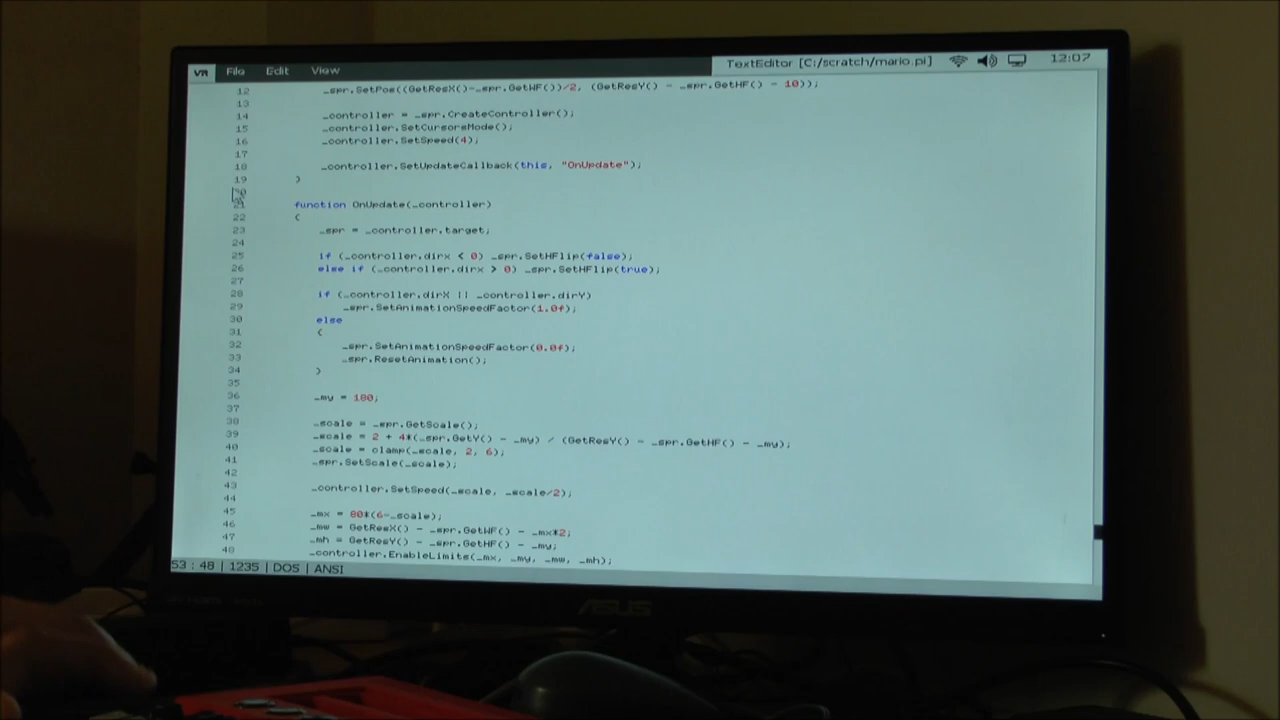 VR File Edit View TextEditor [C:/scratch/mario.pi] 12:07
12 _spr.SetPos((GetResX()-_spr.GetWF())/2, (GetResY() - _spr.GetHF() - 10));
13
14 _controller = _spr.CreateController();
15 _controller.SetCursorsMode();
16 _controller.SetSpeed(4);
17
18 _controller.SetUpdateCallback(this, "OnUpdate");
19 }
20
21 function OnUpdate(_controller)
22 {
23 _spr = _controller.target;
24
25 if (_controller.dirx < 0) _spr.SetHFlip(false);
26 else if (_controller.dirx > 0) _spr.SetHFlip(true);
27
28 if (_controller.dirX || _controller.dirY)
29 _spr.SetAnimationSpeedFactor(1.0f);
30 else
31 {
32 _spr.SetAnimationSpeedFactor(0.0f);
33 _spr.ResetAnimation();
34 }
35
36 _my = 180;
37
38 _scale = _spr.GetScale();
39 _scale = 2 + 4*(_spr.GetY() - _my) / (GetResY() - _spr.GetHF() - _my);
40 _scale = clamp(_scale, 2, 6);
41 _spr.SetScale(_scale);
42
43 _controller.SetSpeed(_scale, _scale/2);
44
45 _mx = 80*(6-_scale);
46 _mw = GetResX() - _spr.GetWF() - _mx*2;
47 _mh = GetResY() - _spr.GetHF() - _my;
48 _controller.EnableLimits(_mx, _my, _mw, _mh);
53 : 48 | 1235 | DOS | ANSI
ASUS